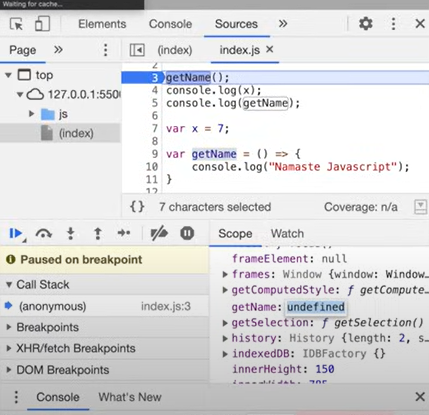 Waiting for cache...
Elements Console Sources »
Page » (index) index.js ×
top
127.0.0.1:5500
js
(index)
2
3 getName();
4 console.log(x);
5 console.log(getName);
6
7 var x = 7;
8
9 var getName = () => {
10 console.log("Namaste Javascript");
11 }
12
{} 7 characters selected Coverage: n/a
Paused on breakpoint
Call Stack
(anonymous) index.js:3
Breakpoints
XHR/fetch Breakpoints
DOM Breakpoints
Scope Watch
frameElement: null
frames: Window {window: Window…
getComputedStyle: ƒ getCompute…
getName: undefined
getSelection: ƒ getSelection()
history: History {length: 2, s…
indexedDB: IDBFactory {}
innerHeight: 150
innerWidth: 785
Console What's New ×